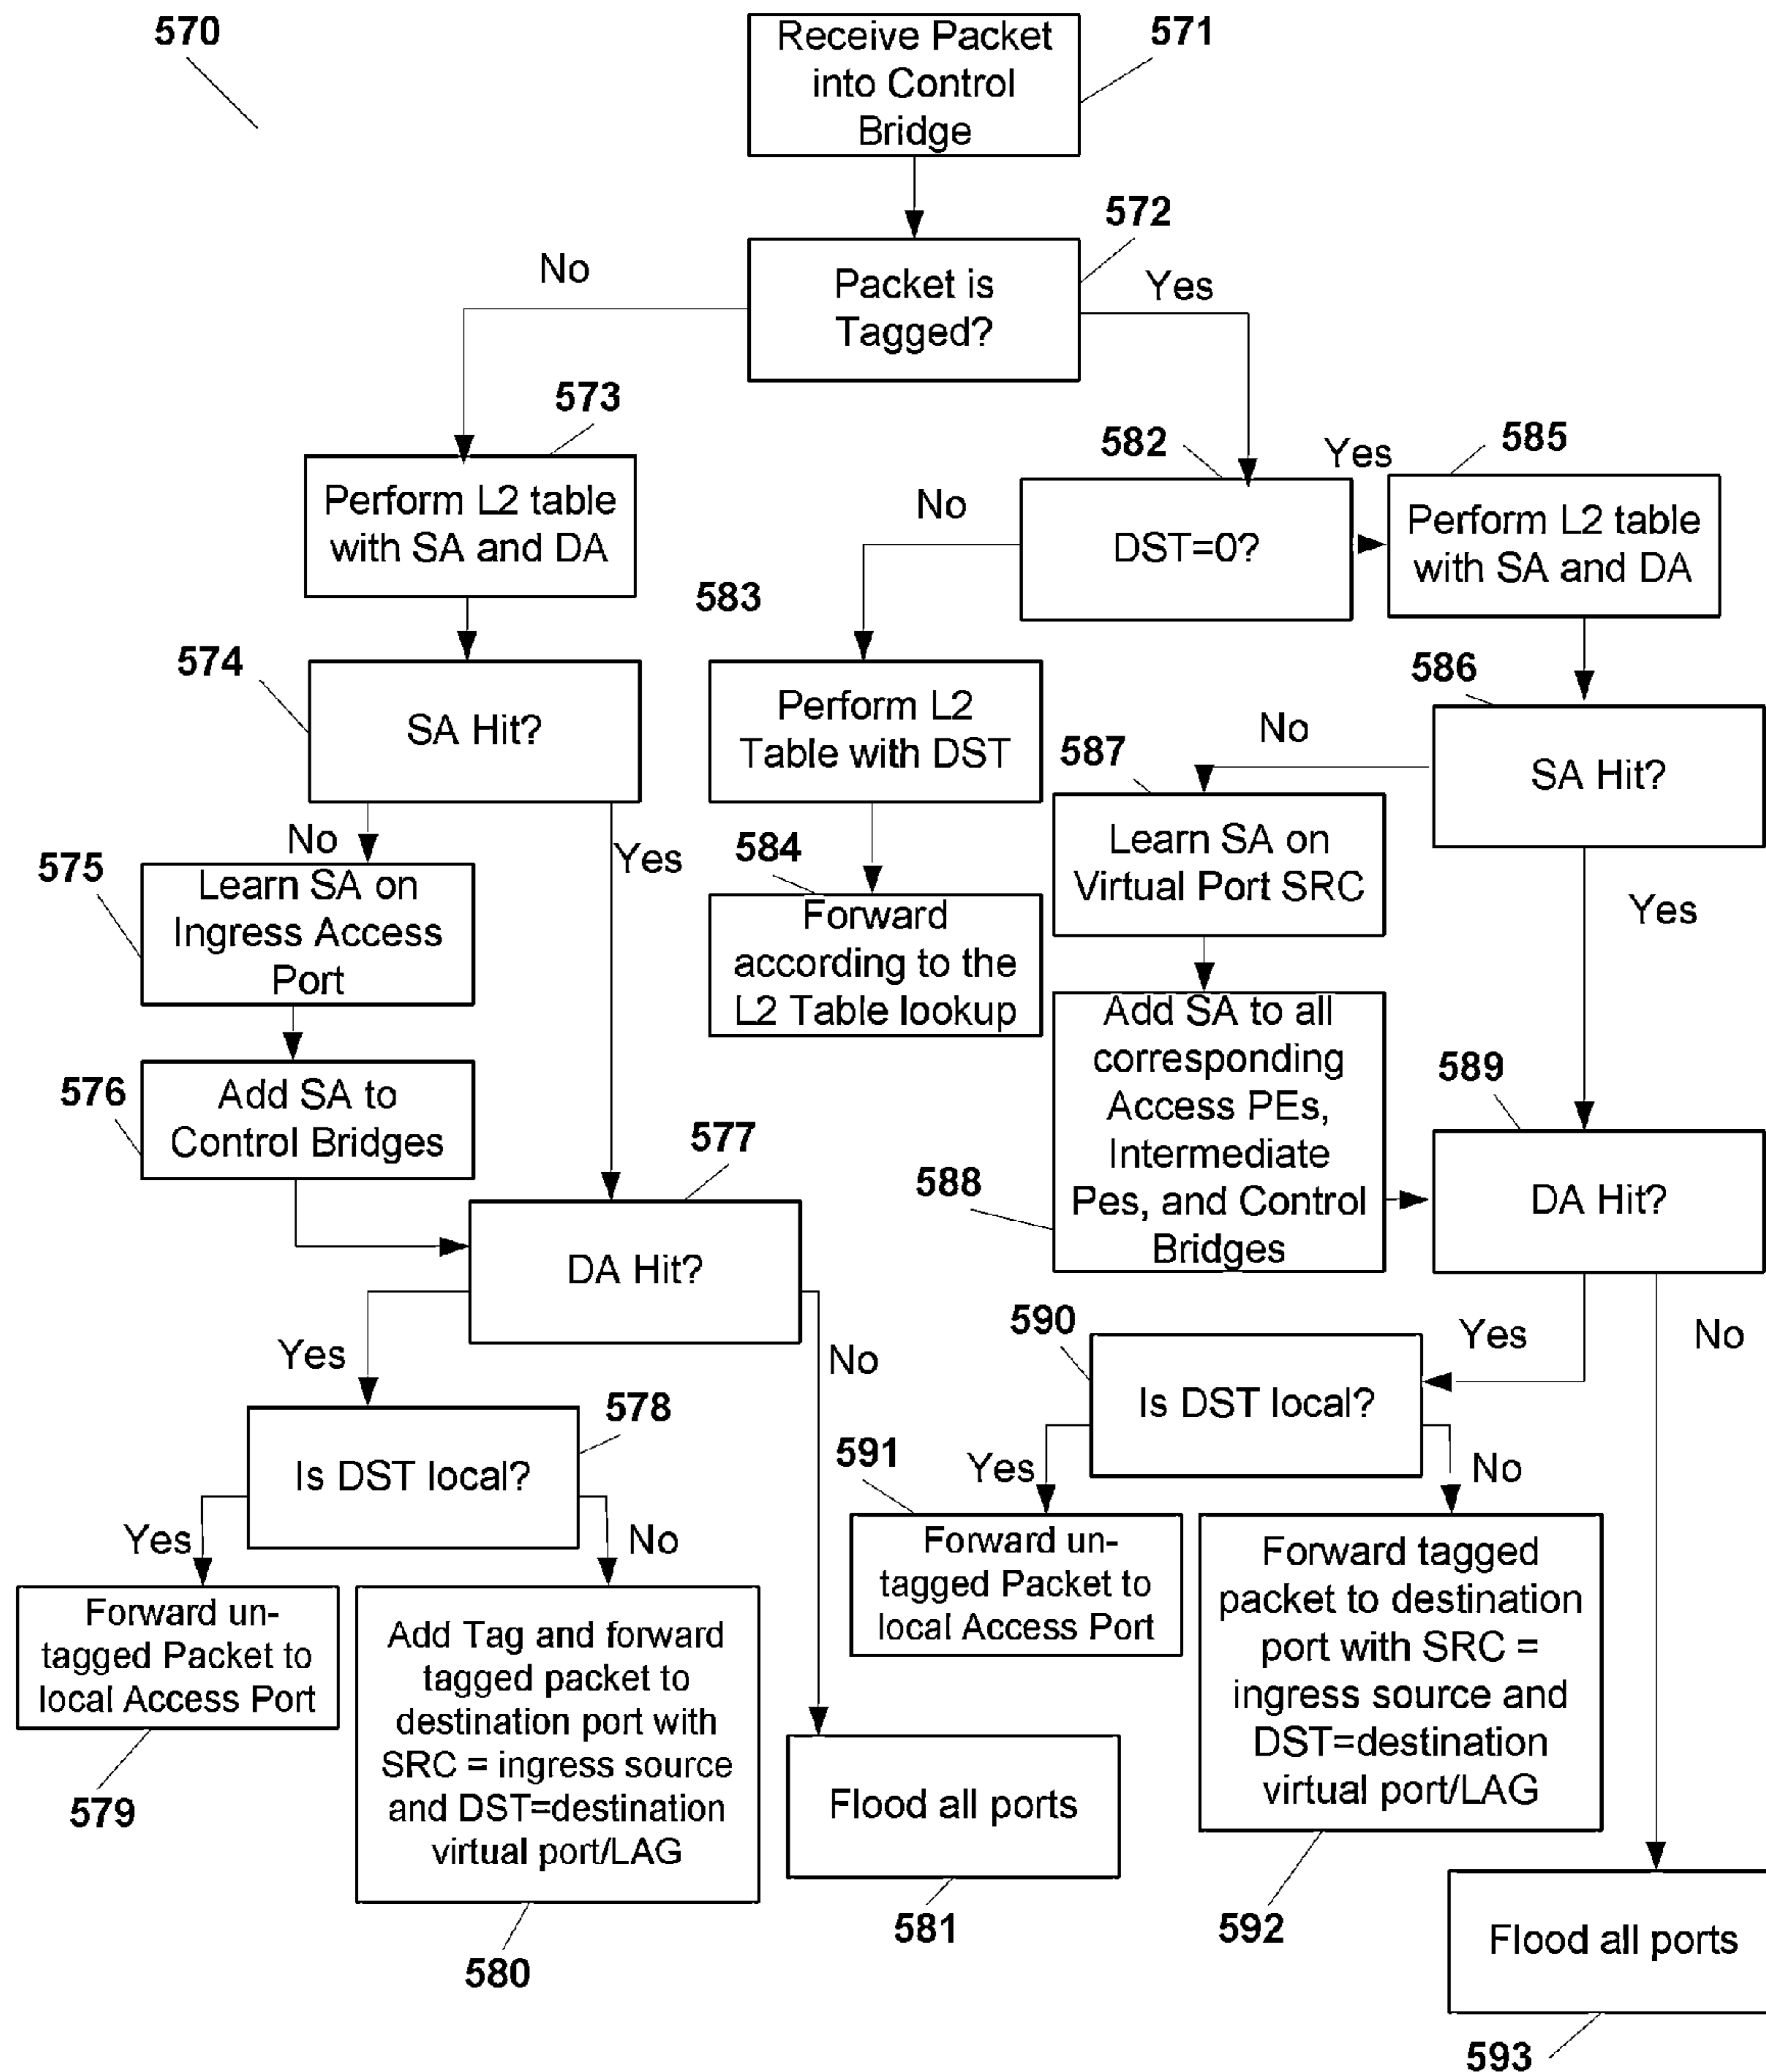 570
Receive Packet
into Control
Bridge
571
572
Packet is
Tagged?
No
Yes
573
Perform L2 table
with SA and DA
582
DST=0?
No
Yes
585
Perform L2 table
with SA and DA
574
SA Hit?
583
Perform L2
Table with DST
586
SA Hit?
No
Yes
No
Yes
575
Learn SA on
Ingress Access
Port
584
Forward
according to the
L2 Table lookup
587
Learn SA on
Virtual Port SRC
576
Add SA to
Control Bridges
588
Add SA to all
corresponding
Access PEs,
Intermediate
Pes, and Control
Bridges
577
DA Hit?
589
DA Hit?
Yes
No
Yes
No
578
Is DST local?
590
Is DST local?
Yes
No
Yes
No
Forward un-
tagged Packet to
local Access Port
579
Add Tag and forward
tagged packet to
destination port with
SRC = ingress source
and DST=destination
virtual port/LAG
580
Flood all ports
581
591
Forward un-
tagged Packet to
local Access Port
Forward tagged
packet to destination
port with SRC =
ingress source and
DST=destination
virtual port/LAG
592
Flood all ports
593